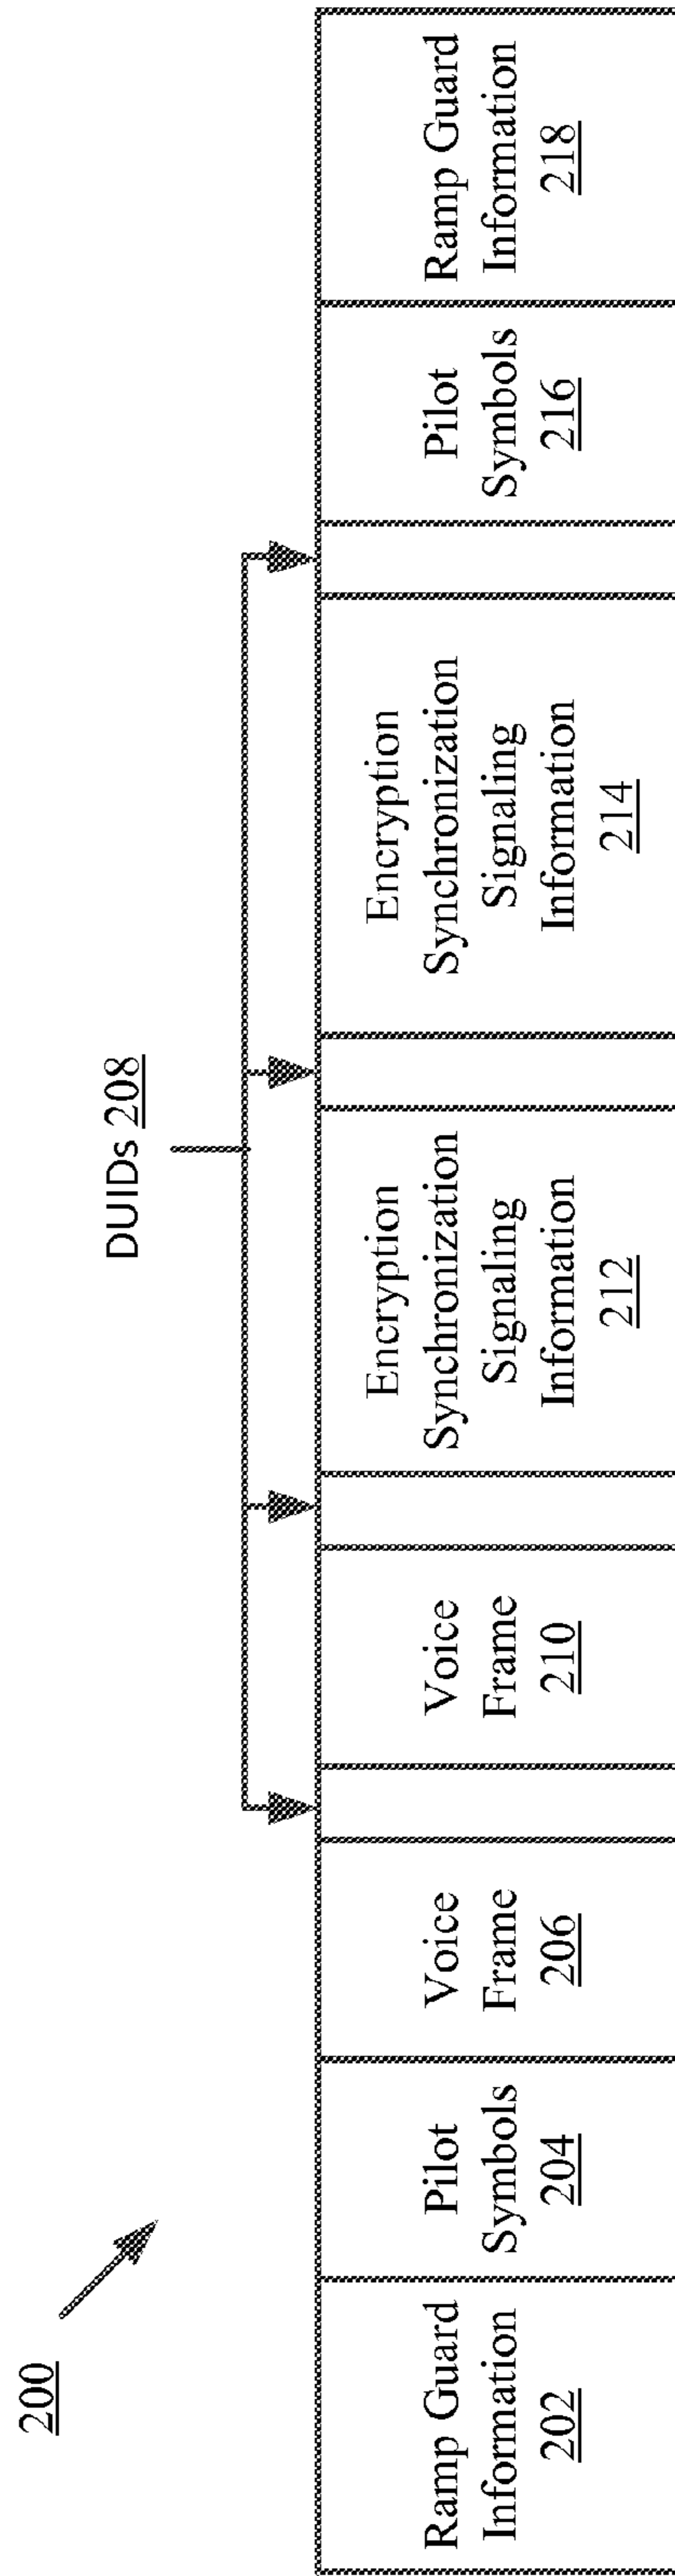 200
DUIDs 208
Ramp Guard
Information
202
Pilot
Symbols
204
Voice
Frame
206
Voice
Frame
210
Encryption
Synchronization
Signaling
Information
212
Encryption
Synchronization
Signaling
Information
214
Pilot
Symbols
216
Ramp Guard
Information
218